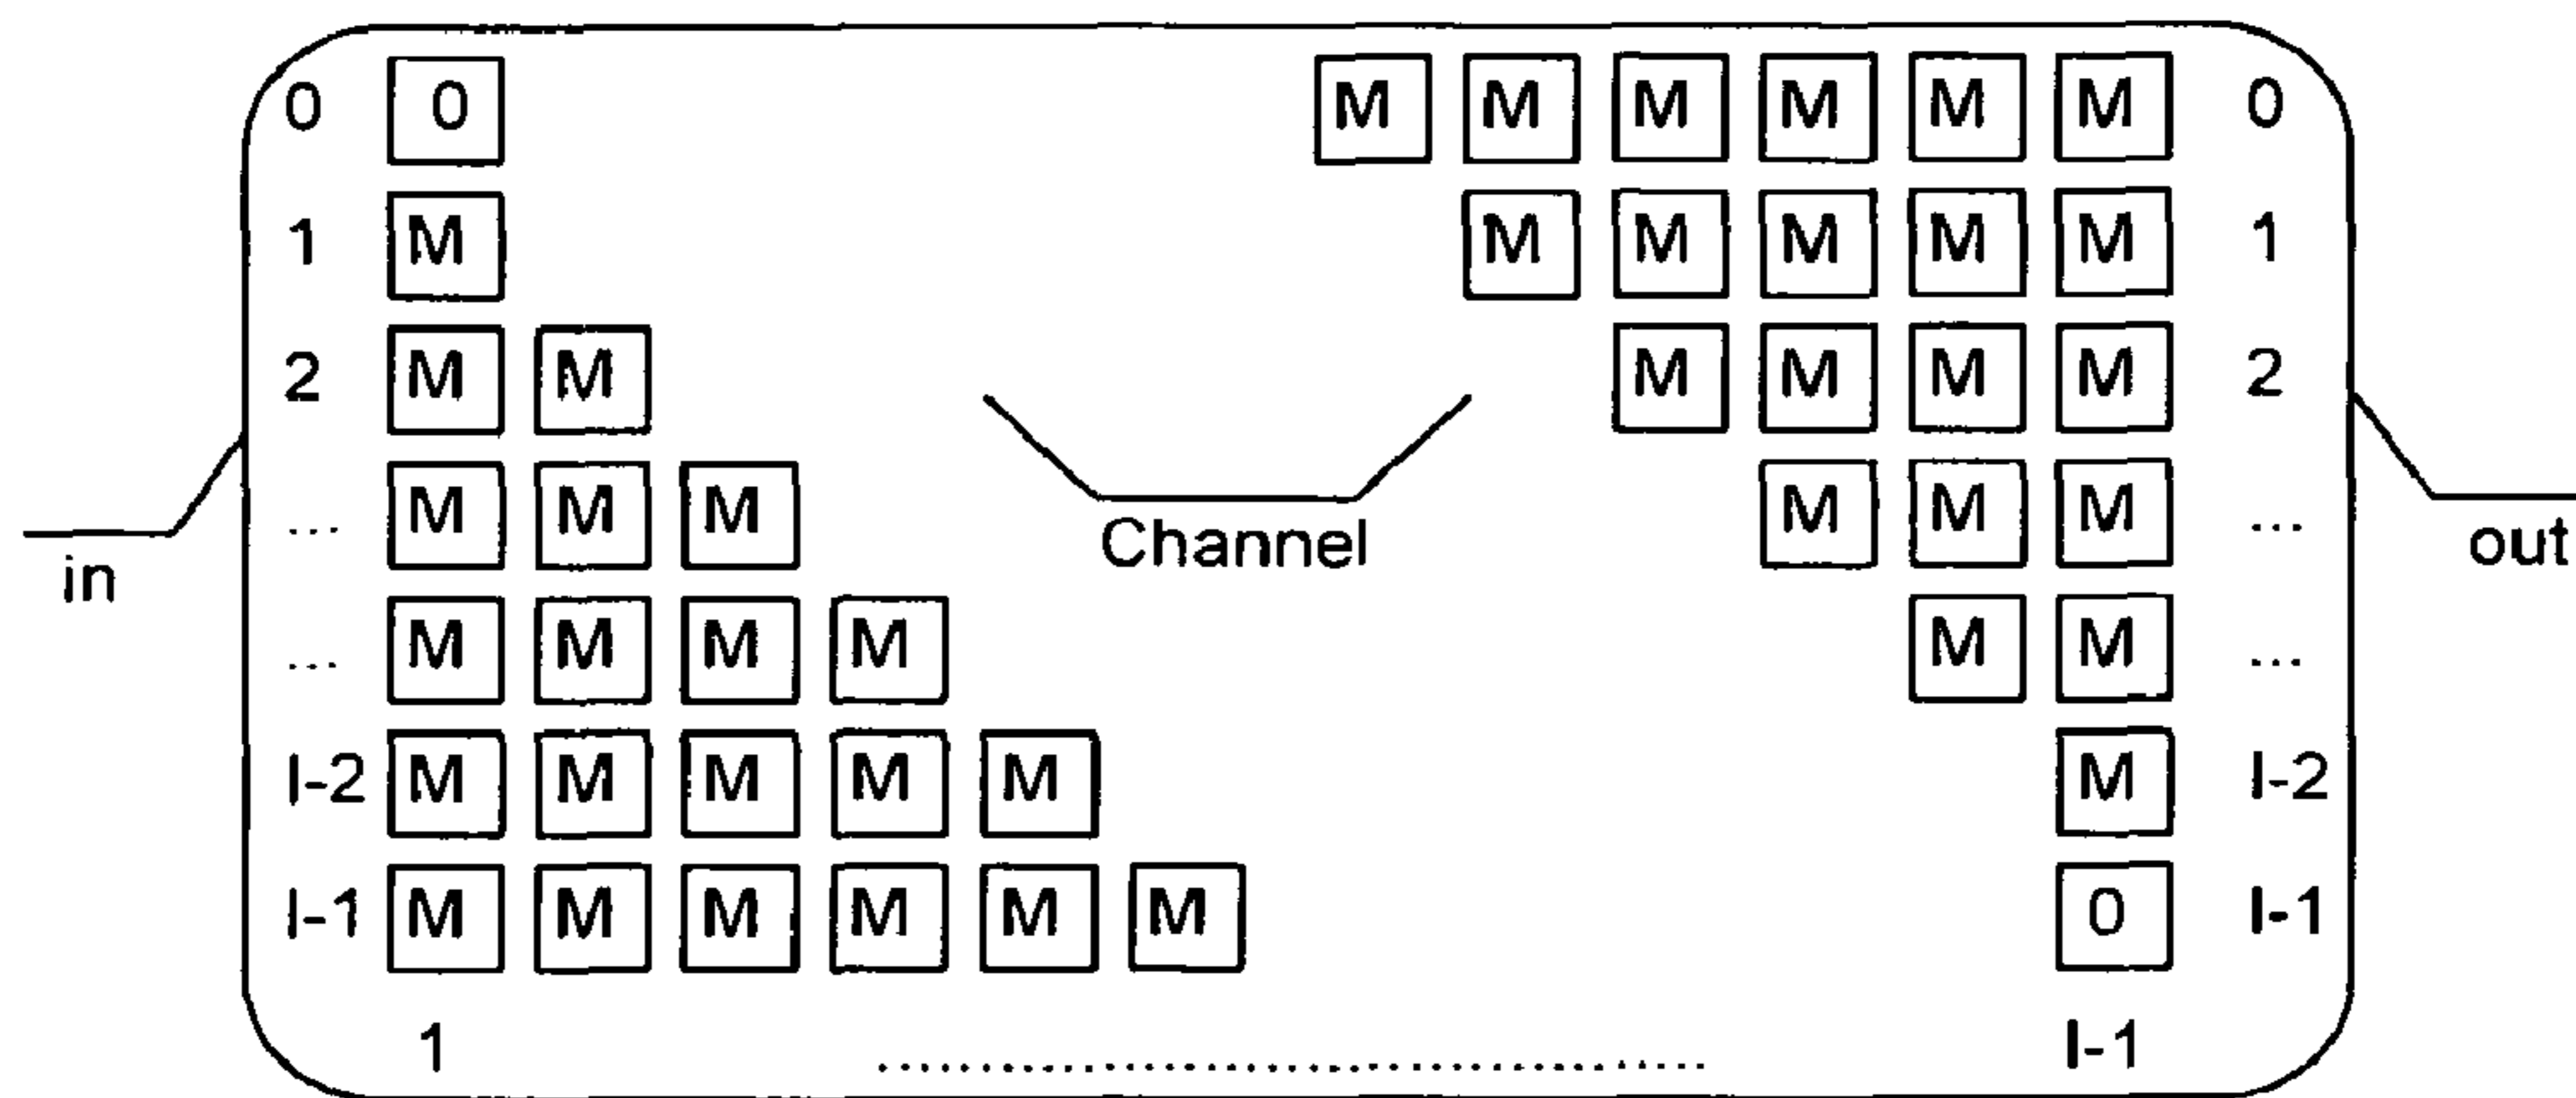 0 0 M M M M M M 0
1 M M M M M M 1
2 M M M M M M 2
... M M M M M M ...
... M M M M M M ...
I-2 M M M M M M I-2
I-1 M M M M M M 0 I-1
in
Channel
out
1 ........................................ I-1